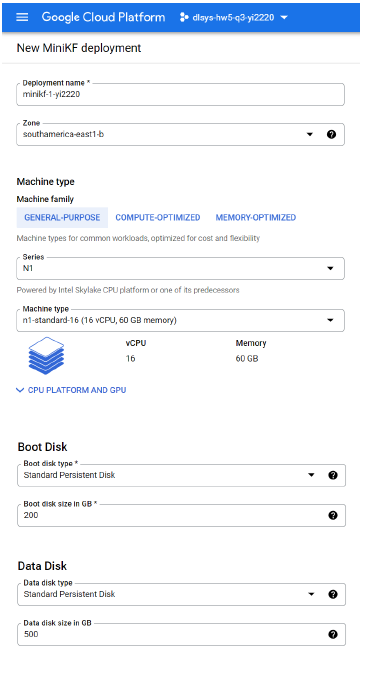 Google Cloud Platform dlsys-hw5-q3-yi2220
New MiniKF deployment
Deployment name *
minikf-1-yi2220
Zone
southamerica-east1-b
Machine type
Machine family
GENERAL-PURPOSE COMPUTE-OPTIMIZED MEMORY-OPTIMIZED
Machine types for common workloads, optimized for cost and flexibility
Series
N1
Powered by Intel Skylake CPU platform or one of its predecessors
Machine type
n1-standard-16 (16 vCPU, 60 GB memory)
vCPU Memory
16 60 GB
CPU PLATFORM AND GPU
Boot Disk
Boot disk type *
Standard Persistent Disk
Boot disk size in GB *
200
Data Disk
Data disk type
Standard Persistent Disk
Data disk size in GB
500